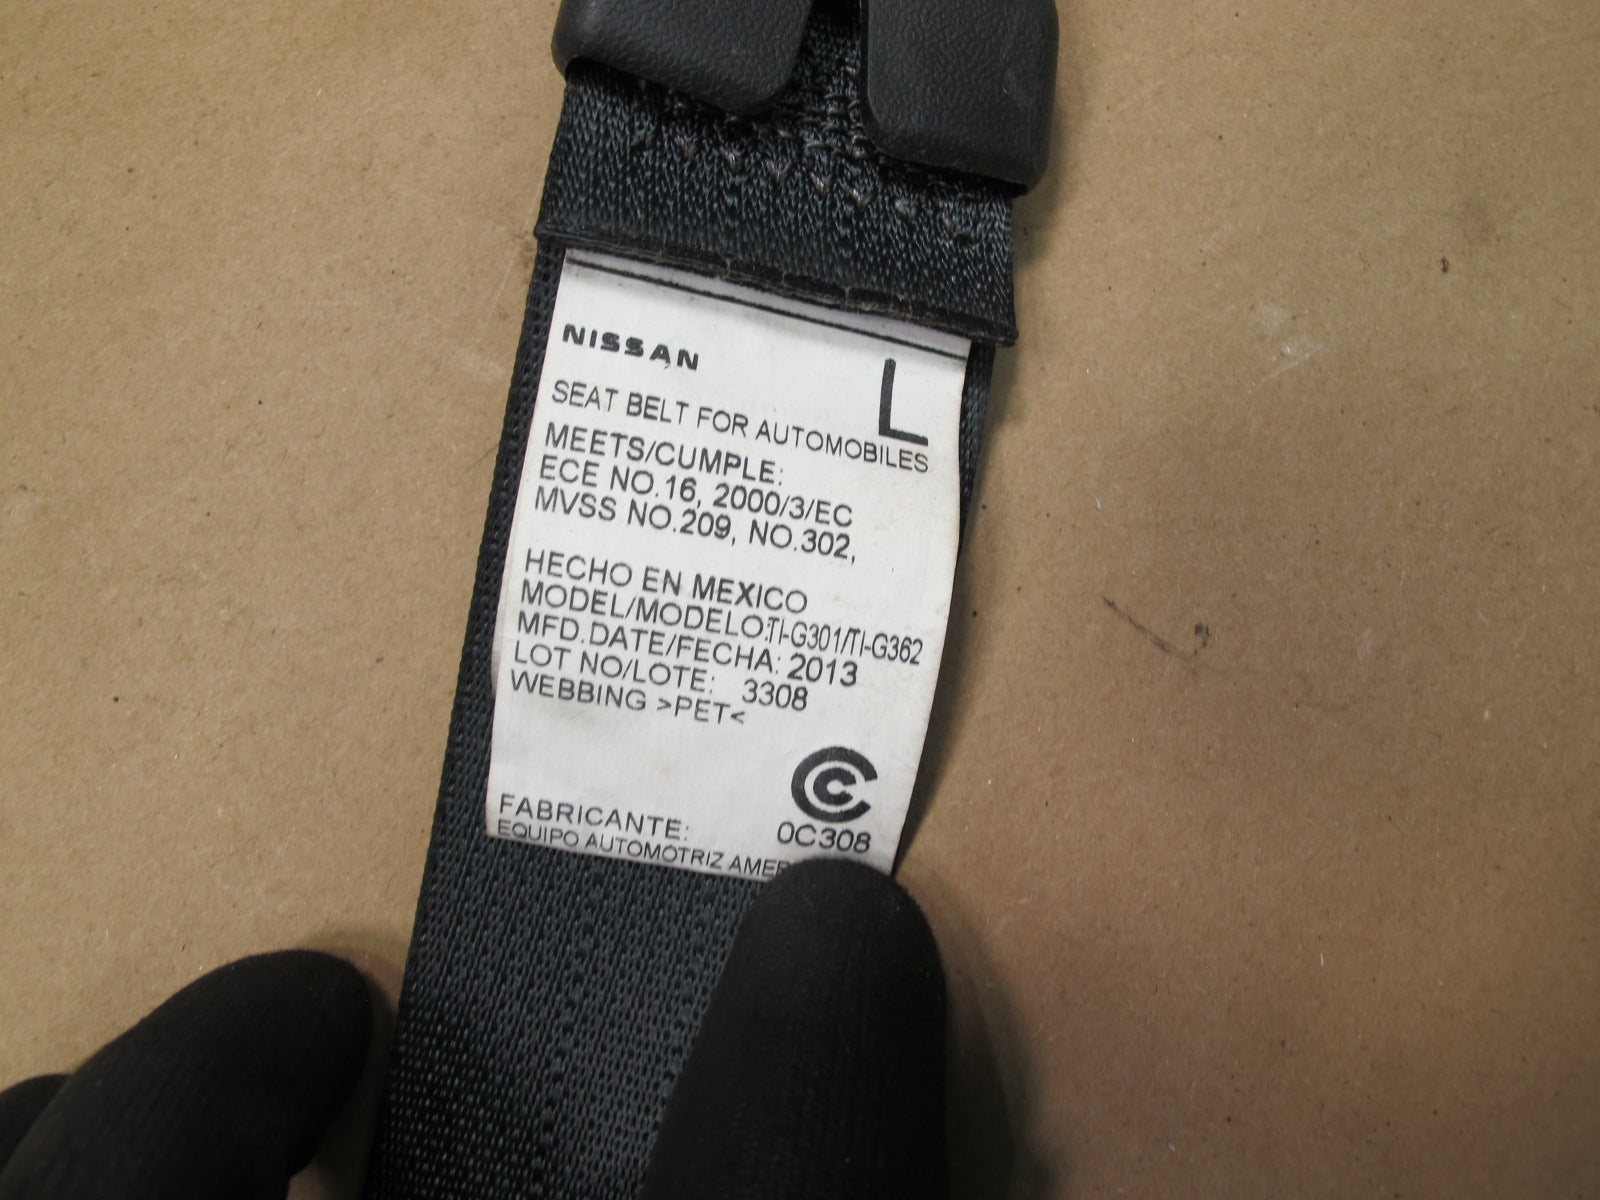 NISSAN
L
SEAT BELT FOR AUTOMOBILES
MEETS/CUMPLE:
ECE NO.16, 2000/3/EC
MVSS NO.209, NO.302,
HECHO EN MEXICO
MODEL/MODELO:TI-G301/TI-G362
MFD.DATE/FECHA: 2013
LOT NO/LOTE: 3308
WEBBING >PET<
0C308
FABRICANTE:
EQUIPO AUTOMOTRIZ